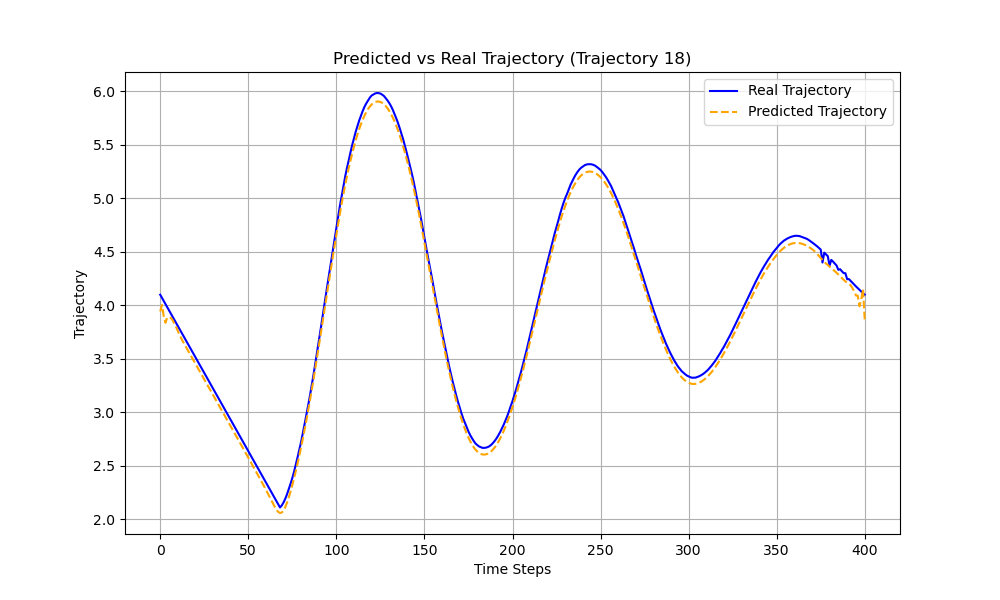 Predicted vs Real Trajectory (Trajectory 18)
Real Trajectory
Predicted Trajectory
6.0
5.5
5.0
4.5
4.0
3.5
3.0
2.5
2.0
Trajectory
0 50 100 150 200 250 300 350 400
Time Steps